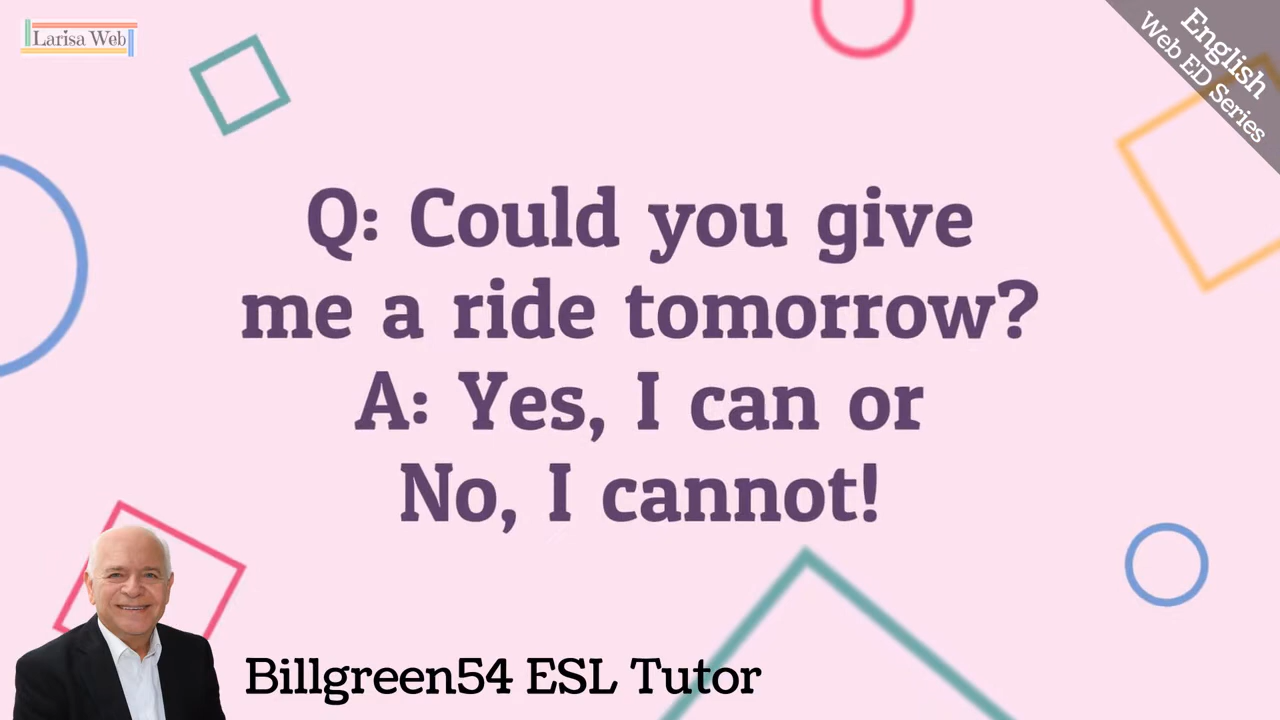 Larisa Web
English
Web ED Series
Q: Could you give
me a ride tomorrow?
A: Yes, I can or
No, I cannot!
Billgreen54 ESL Tutor